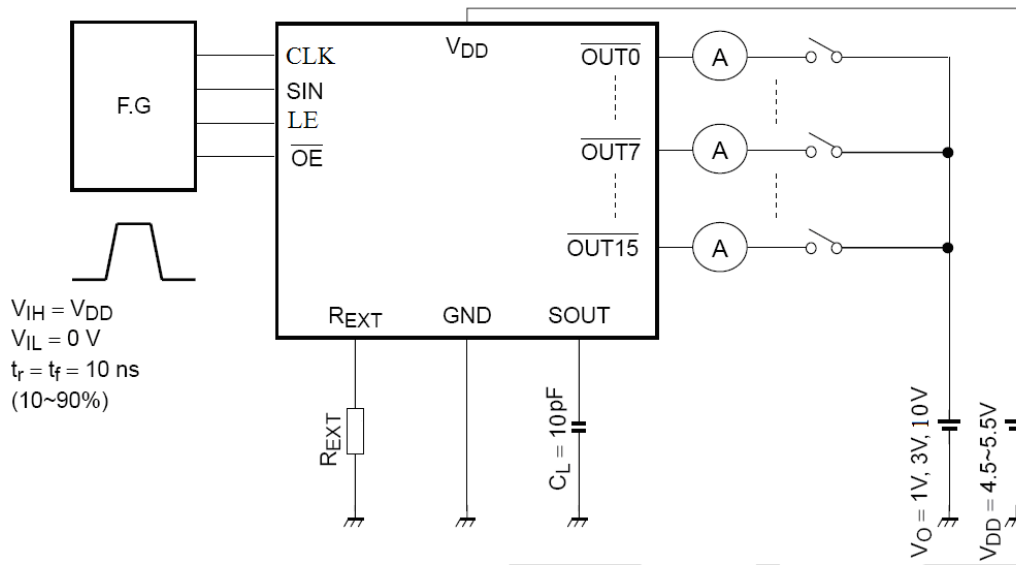 F.G
CLK
SIN
LE
OE
VDD
OUT0
OUT7
OUT15
REXT
GND
SOUT
A
A
A
VIH = VDD
VIL = 0 V
tr = tf = 10 ns
(10~90%)
REXT
CL = 10pF
VO = 1V, 3V, 10V
VDD = 4.5~5.5V